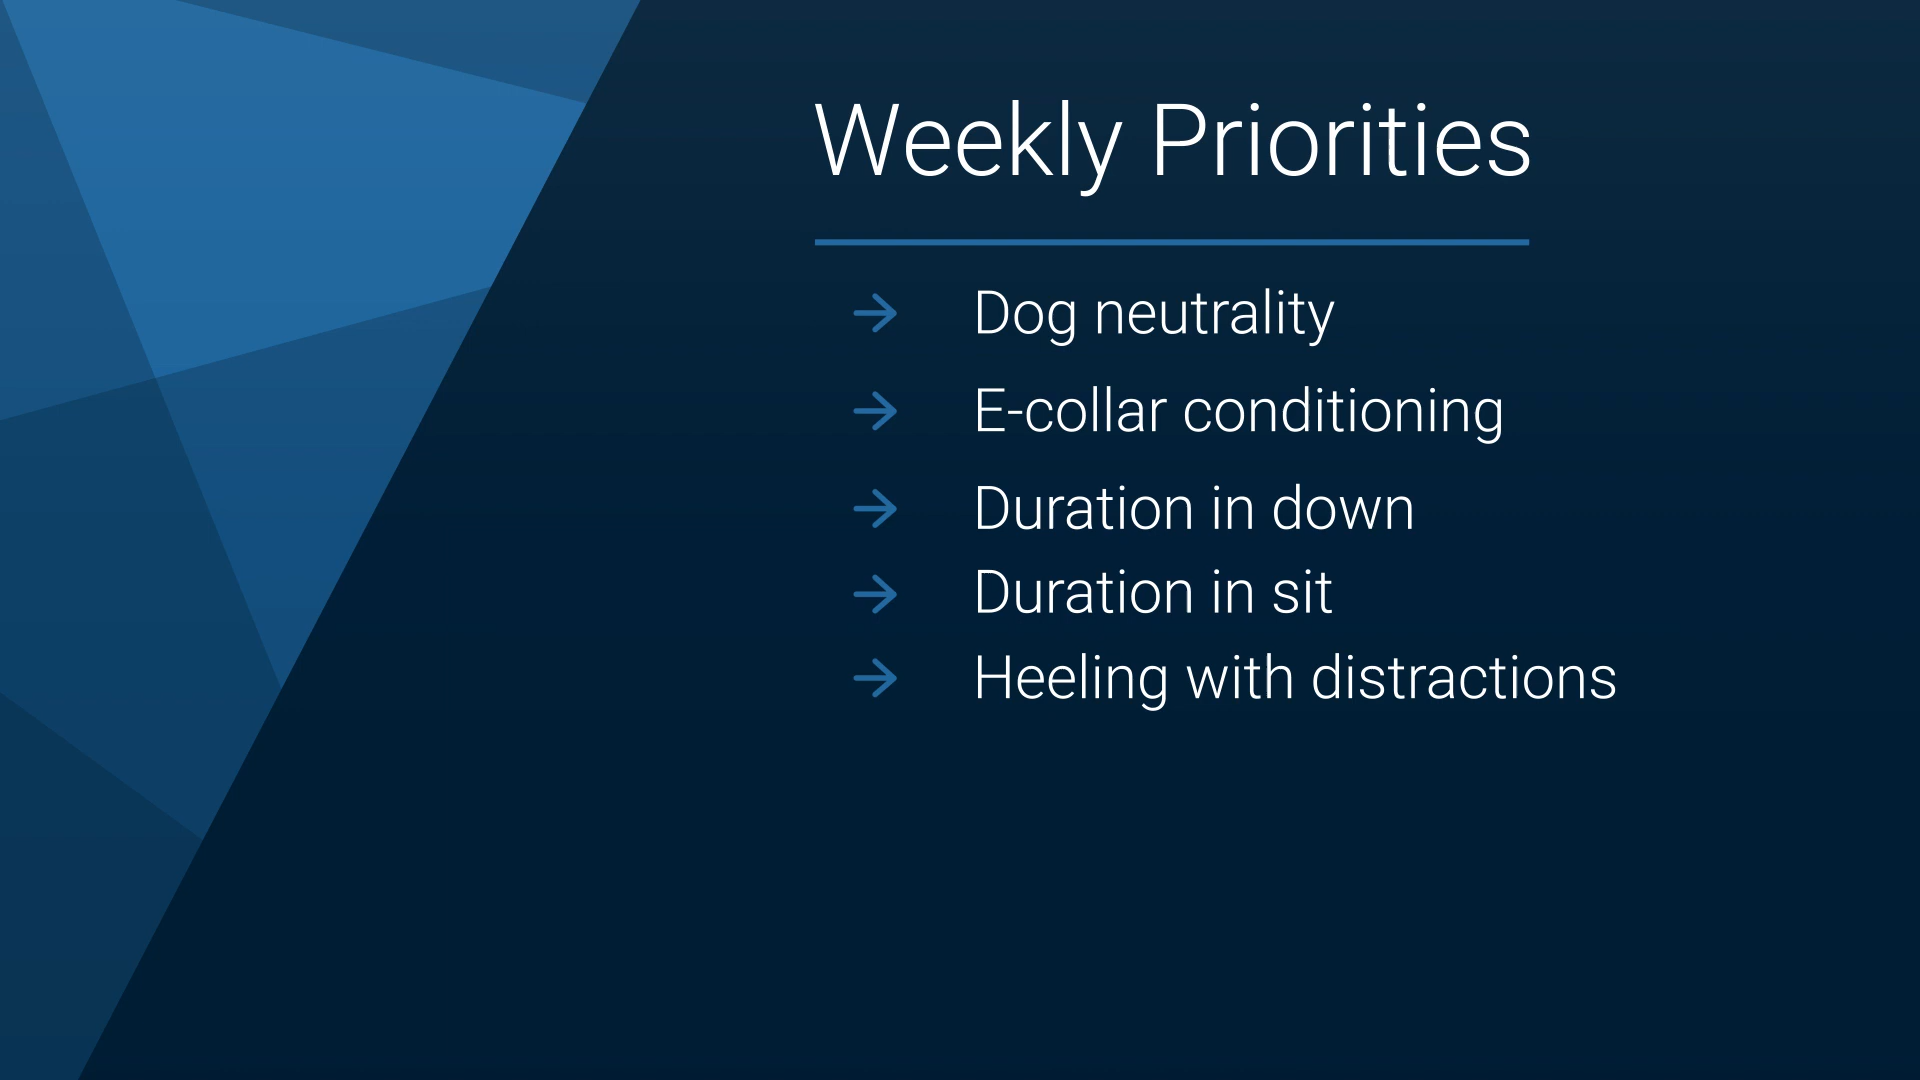 Weekly Priorities
Dog neutrality
E-collar conditioning
Duration in down
Duration in sit
Heeling with distractions